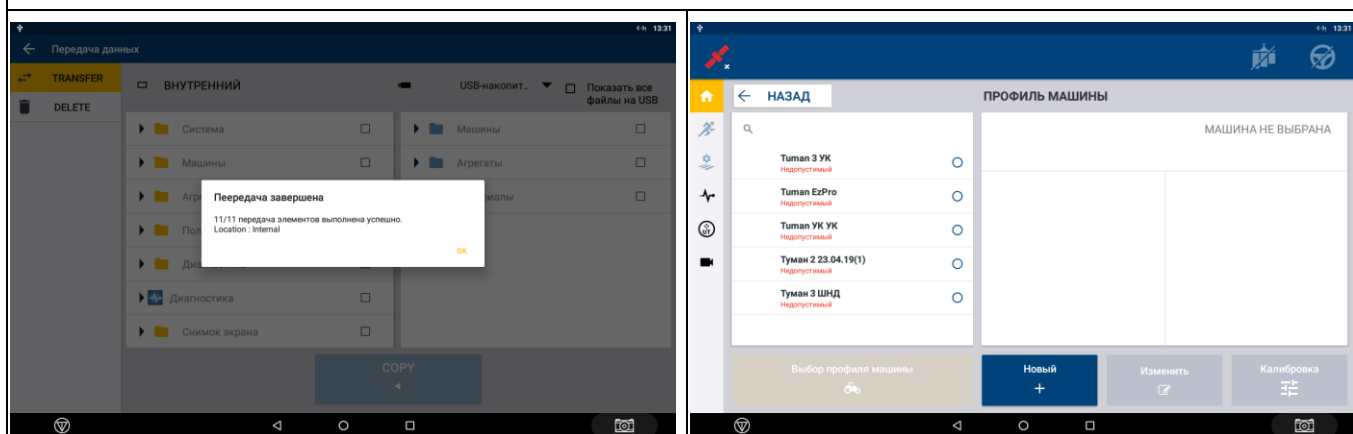 13:31
Передача данных
TRANSFER
DELETE
ВНУТРЕННИЙ
USB-накопит..
Показать все
файлы на USB
Система
Машины
Машины
Агрегаты
Диагностика
Снимок экрана
Пеередача завершена
11/11 передача элементов выполнена успешно.
Location : Internal
OK
COPY
13:31
НАЗАД
ПРОФИЛЬ МАШИНЫ
МАШИНА НЕ ВЫБРАНА
Tuman 3 УК
Недопустимый
Tuman EzPro
Недопустимый
Tuman УК УК
Недопустимый
Туман 2 23.04.19(1)
Недопустимый
Туман 3 ШНД
Недопустимый
UT
Выбор профиля машины
Новый
Изменить
Калибровка